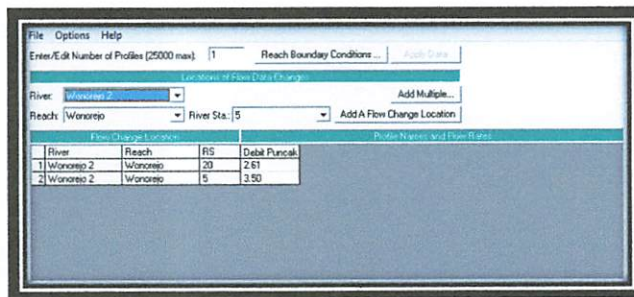 File Options Help
Enter/Edit Number of Profiles (25000 max): 1 Reach Boundary Conditions ... Apply Data
Locations of Flow Data Changes
River: Wonorejo 2 Add Multiple...
Reach: Wonorejo River Sta.: 5 Add A Flow Change Location
Flow Change Location Profile Names and Flow Rates
River Reach RS Debit Puncak
1 Wonorejo 2 Wonorejo 20 2.61
2 Wonorejo 2 Wonorejo 5 3.50